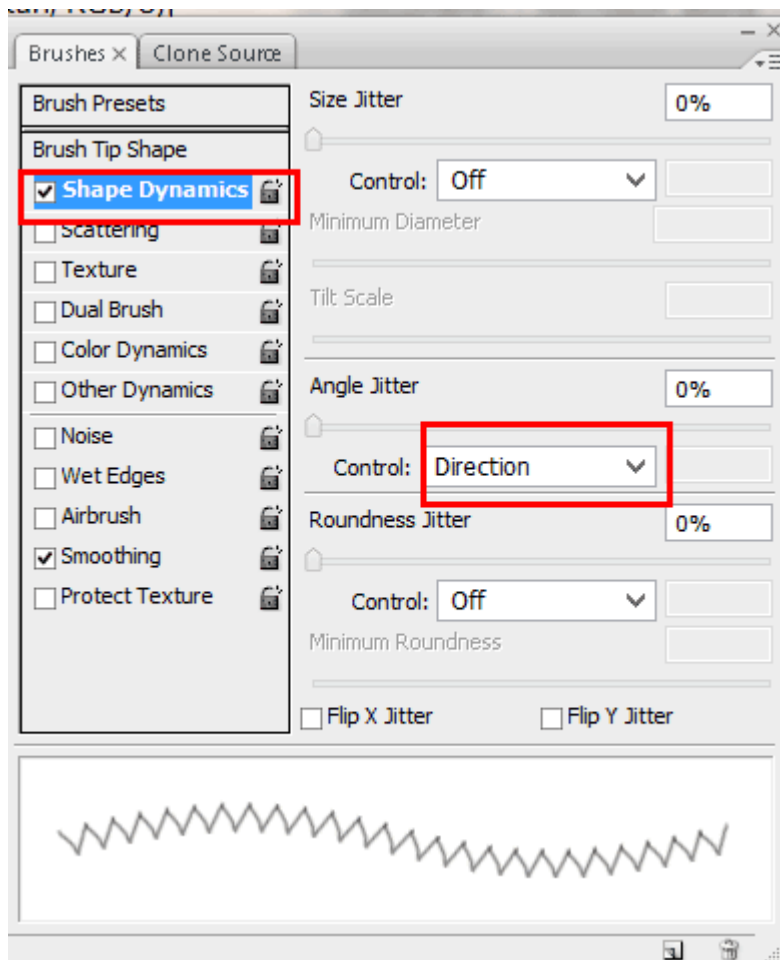 Brushes × Clone Source
Brush Presets
Brush Tip Shape
Shape Dynamics
Scattering
Texture
Dual Brush
Color Dynamics
Other Dynamics
Noise
Wet Edges
Airbrush
Smoothing
Protect Texture
Size Jitter 0%
Control: Off
Minimum Diameter
Tilt Scale
Angle Jitter 0%
Control: Direction
Roundness Jitter 0%
Control: Off
Minimum Roundness
Flip X Jitter Flip Y Jitter